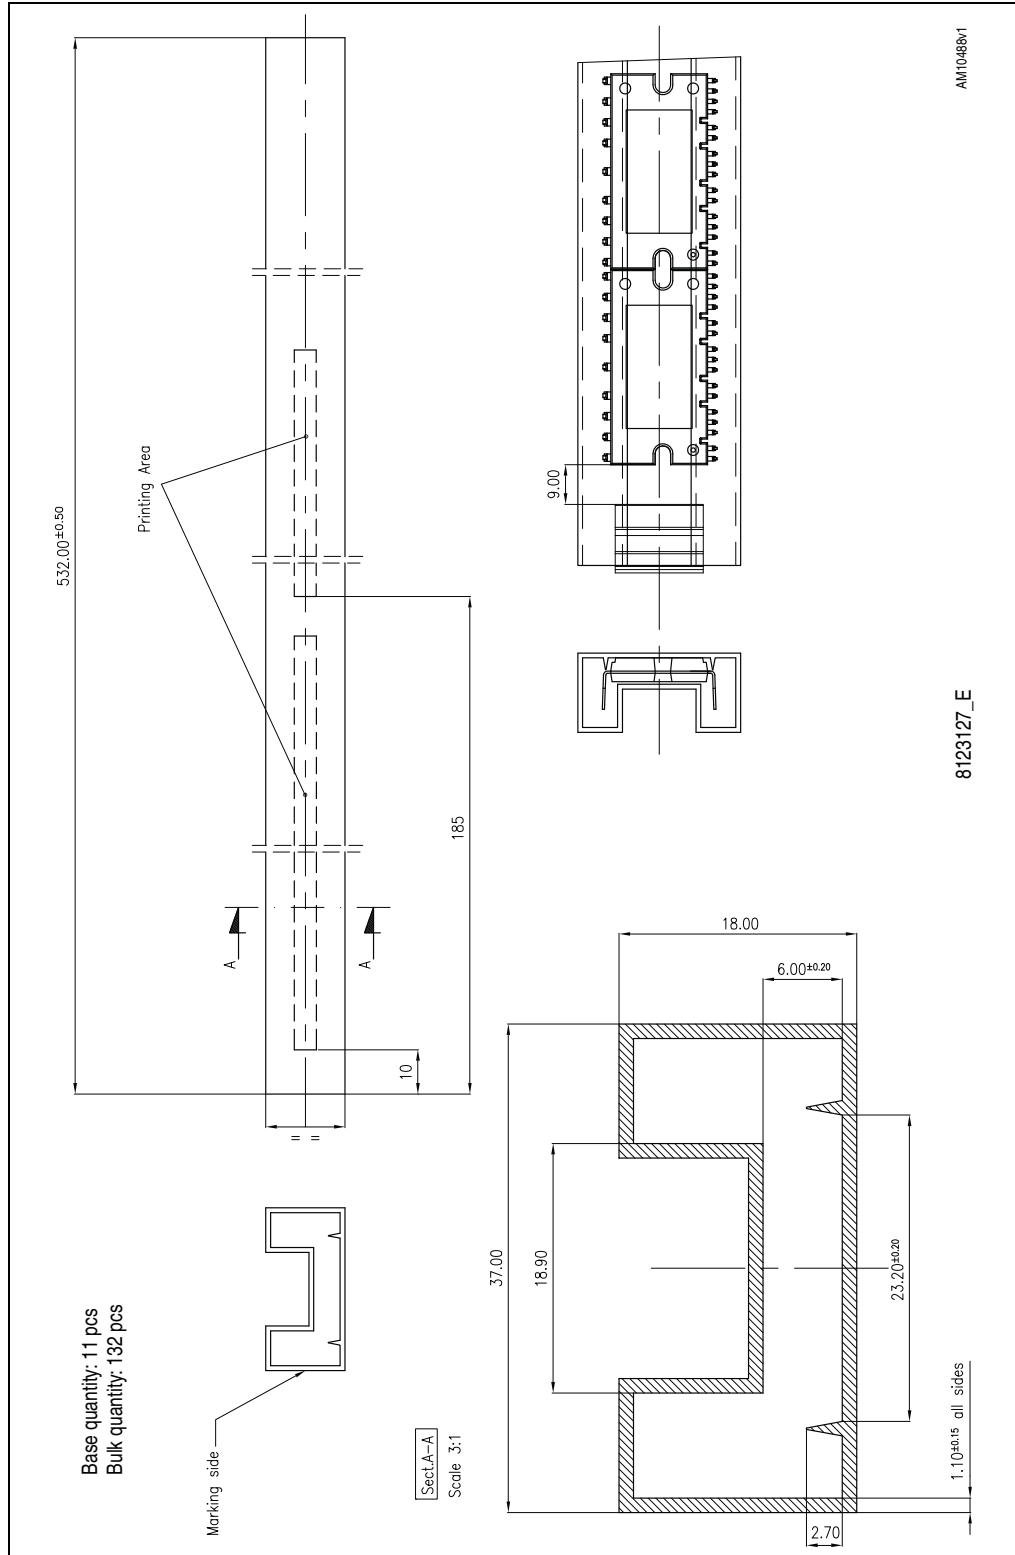 Base quantity: 11 pcs
Bulk quantity: 132 pcs
Marking side
532.00±0.50
Printing Area
= =
10
185
A
A
9.00
AM10488v1
Sect.A-A
Scale 3:1
37.00
18.90
18.00
6.00±0.20
23.20±0.20
2.70
1.10±0.15 all sides
8123127_E